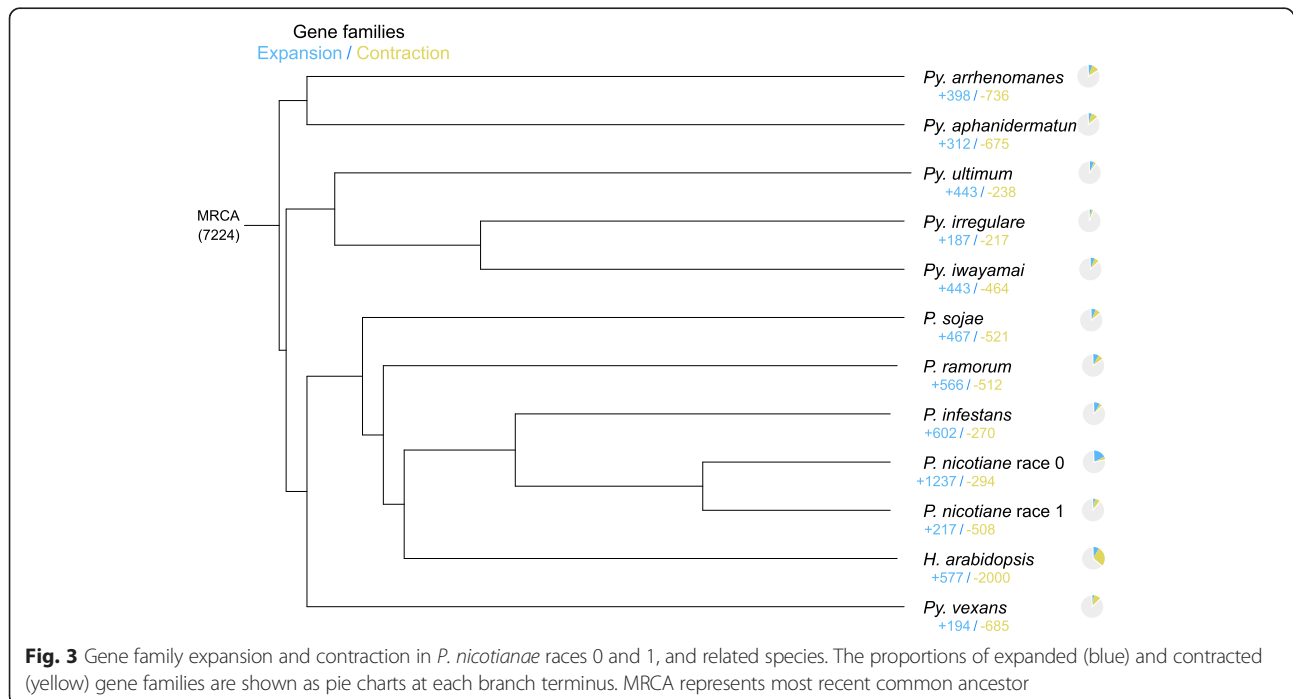 Gene families
Expansion / Contraction
Py. arrhenomanes
+398 / -736
Py. aphanidermatun
+312 / -675
Py. ultimum
+443 / -238
MRCA
(7224)
Py. irregulare
+187 / -217
Py. iwayamai
+443 / -464
P. sojae
+467 / -521
P. ramorum
+566 / -512
P. infestans
+602 / -270
P. nicotiane race 0
+1237 / -294
P. nicotiane race 1
+217 / -508
H. arabidopsis
+577 / -2000
Py. vexans
+194 / -685
Fig. 3 Gene family expansion and contraction in P. nicotianae races 0 and 1, and related species. The proportions of expanded (blue) and contracted
(yellow) gene families are shown as pie charts at each branch terminus. MRCA represents most recent common ancestor